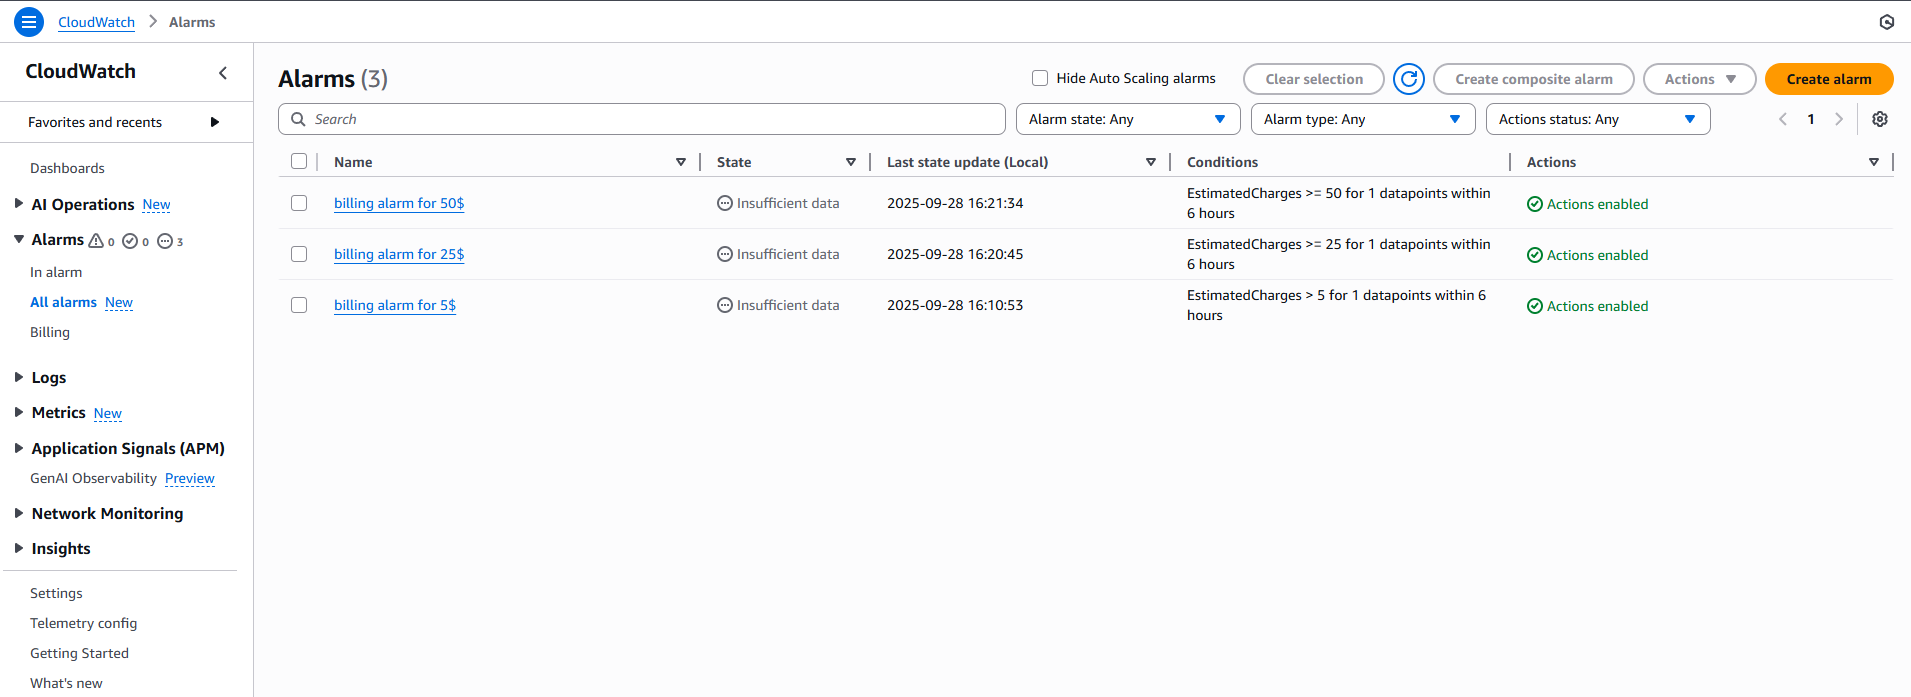 CloudWatch > Alarms
CloudWatch
Favorites and recents
Dashboards
AI Operations New
Alarms 0 0 3
In alarm
All alarms New
Billing
Logs
Metrics New
Application Signals (APM)
GenAI Observability Preview
Network Monitoring
Insights
Settings
Telemetry config
Getting Started
What's new
Alarms (3)
Hide Auto Scaling alarms
Clear selection
Create composite alarm
Actions
Create alarm
Search
Alarm state: Any
Alarm type: Any
Actions status: Any
1
Name State Last state update (Local) Conditions Actions
billing alarm for 50$ Insufficient data 2025-09-28 16:21:34 EstimatedCharges >= 50 for 1 datapoints within
6 hours
Actions enabled
billing alarm for 25$ Insufficient data 2025-09-28 16:20:45 EstimatedCharges >= 25 for 1 datapoints within
6 hours
Actions enabled
billing alarm for 5$ Insufficient data 2025-09-28 16:10:53 EstimatedCharges > 5 for 1 datapoints within 6
hours
Actions enabled